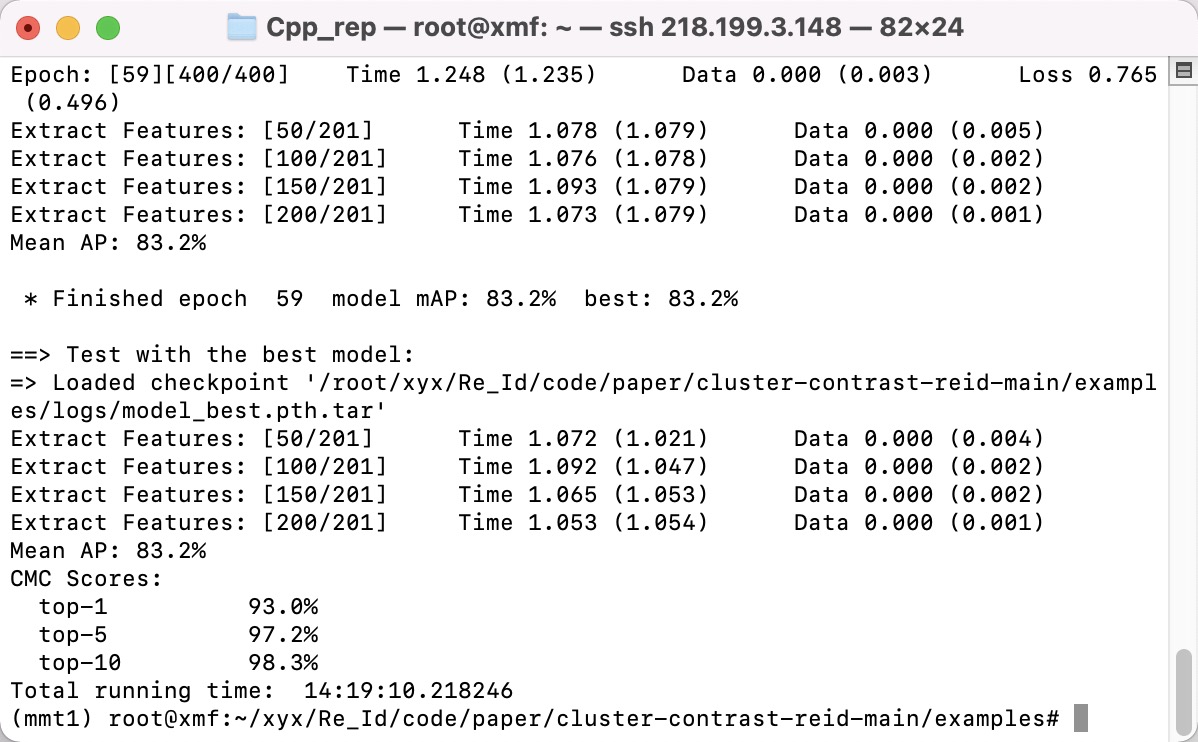 Cpp_rep — root@xmf: ~ — ssh 218.199.3.148 — 82×24
Epoch: [59][400/400]    Time 1.248 (1.235)      Data 0.000 (0.003)      Loss 0.765
 (0.496)
Extract Features: [50/201]      Time 1.078 (1.079)      Data 0.000 (0.005)
Extract Features: [100/201]     Time 1.076 (1.078)      Data 0.000 (0.002)
Extract Features: [150/201]     Time 1.093 (1.079)      Data 0.000 (0.002)
Extract Features: [200/201]     Time 1.073 (1.079)      Data 0.000 (0.001)
Mean AP: 83.2%
 * Finished epoch  59  model mAP: 83.2%  best: 83.2%
==> Test with the best model:
=> Loaded checkpoint '/root/xyx/Re_Id/code/paper/cluster-contrast-reid-main/exampl
es/logs/model_best.pth.tar'
Extract Features: [50/201]      Time 1.072 (1.021)      Data 0.000 (0.004)
Extract Features: [100/201]     Time 1.092 (1.047)      Data 0.000 (0.002)
Extract Features: [150/201]     Time 1.065 (1.053)      Data 0.000 (0.002)
Extract Features: [200/201]     Time 1.053 (1.054)      Data 0.000 (0.001)
Mean AP: 83.2%
CMC Scores:
  top-1          93.0%
  top-5          97.2%
  top-10         98.3%
Total running time:  14:19:10.218246
(mmt1) root@xmf:~/xyx/Re_Id/code/paper/cluster-contrast-reid-main/examples#